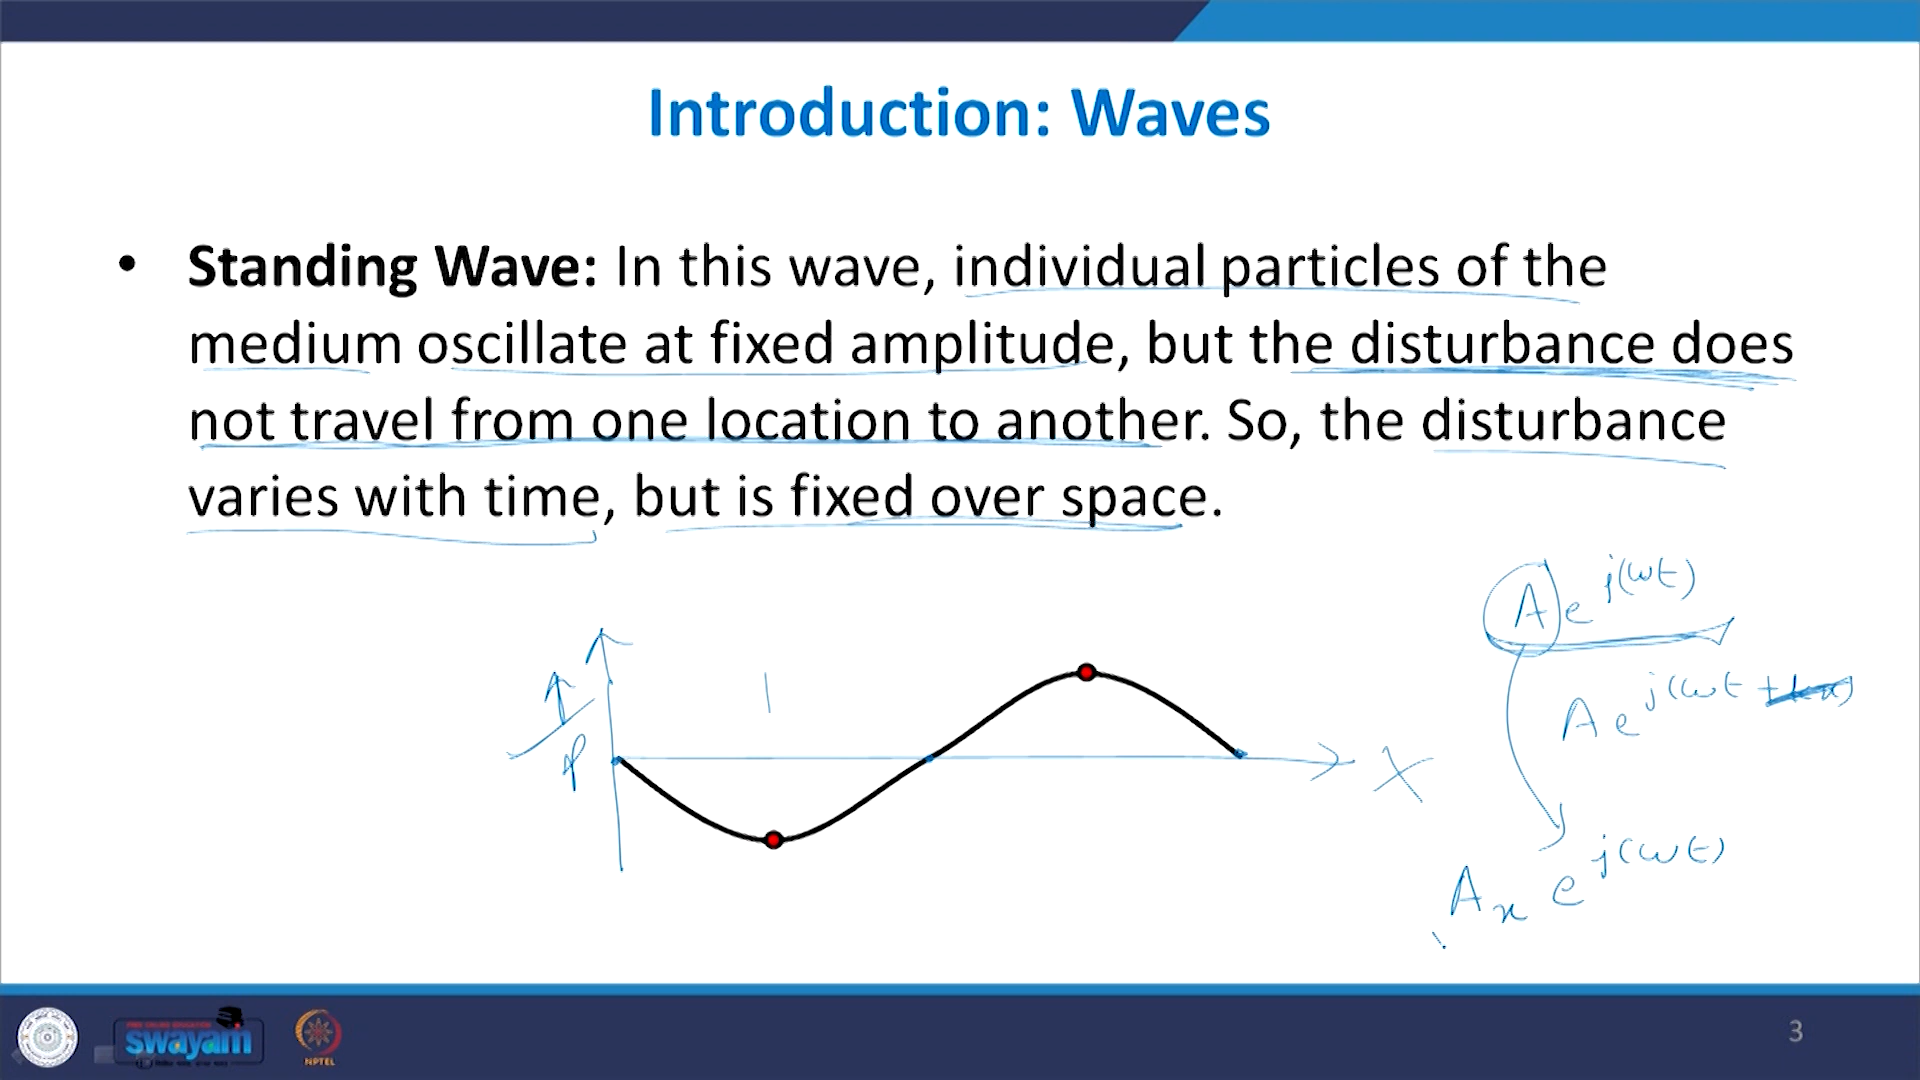 Introduction: Waves
• Standing Wave: In this wave, individual particles of the
medium oscillate at fixed amplitude, but the disturbance does
not travel from one location to another. So, the disturbance
varies with time, but is fixed over space.
A e^j(ωt)
A e^j(ωt + kx)
P
X
A_x e^j(ωt)
swayam
NPTEL
3